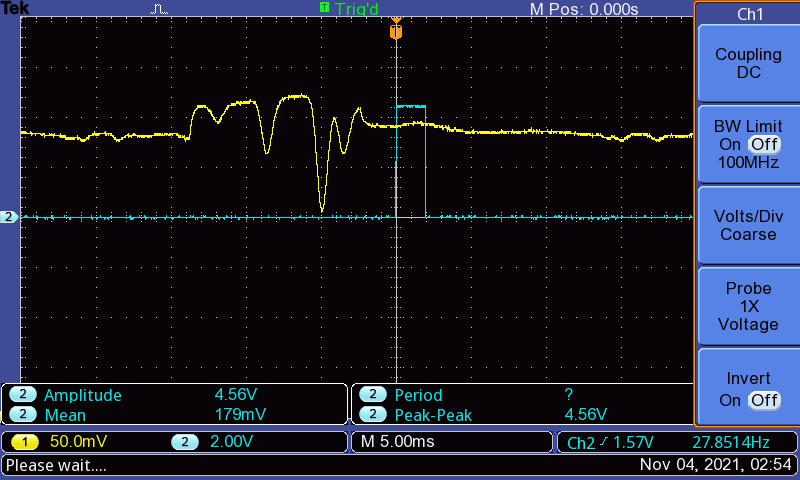 Tek T Trig'd M Pos: 0.000s Ch1
T
Coupling
DC
BW Limit
On Off
100MHz
2
Volts/Div
Coarse
Probe
1X
Voltage
Invert
On Off
2 Amplitude 4.56V 2 Period ?
2 Mean 179mV 2 Peak-Peak 4.56V
1 50.0mV 2 2.00V M 5.00ms Ch2 1.57V 27.8514Hz
Please wait.... Nov 04, 2021, 02:54